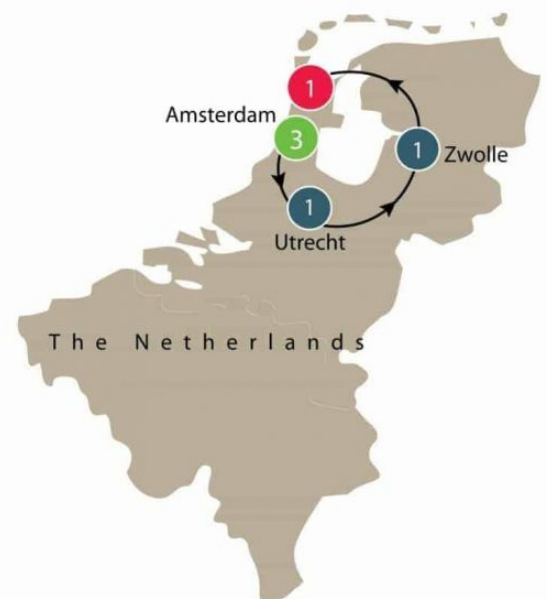 1
Amsterdam
3
1 Zwolle
1
Utrecht
The Netherlands